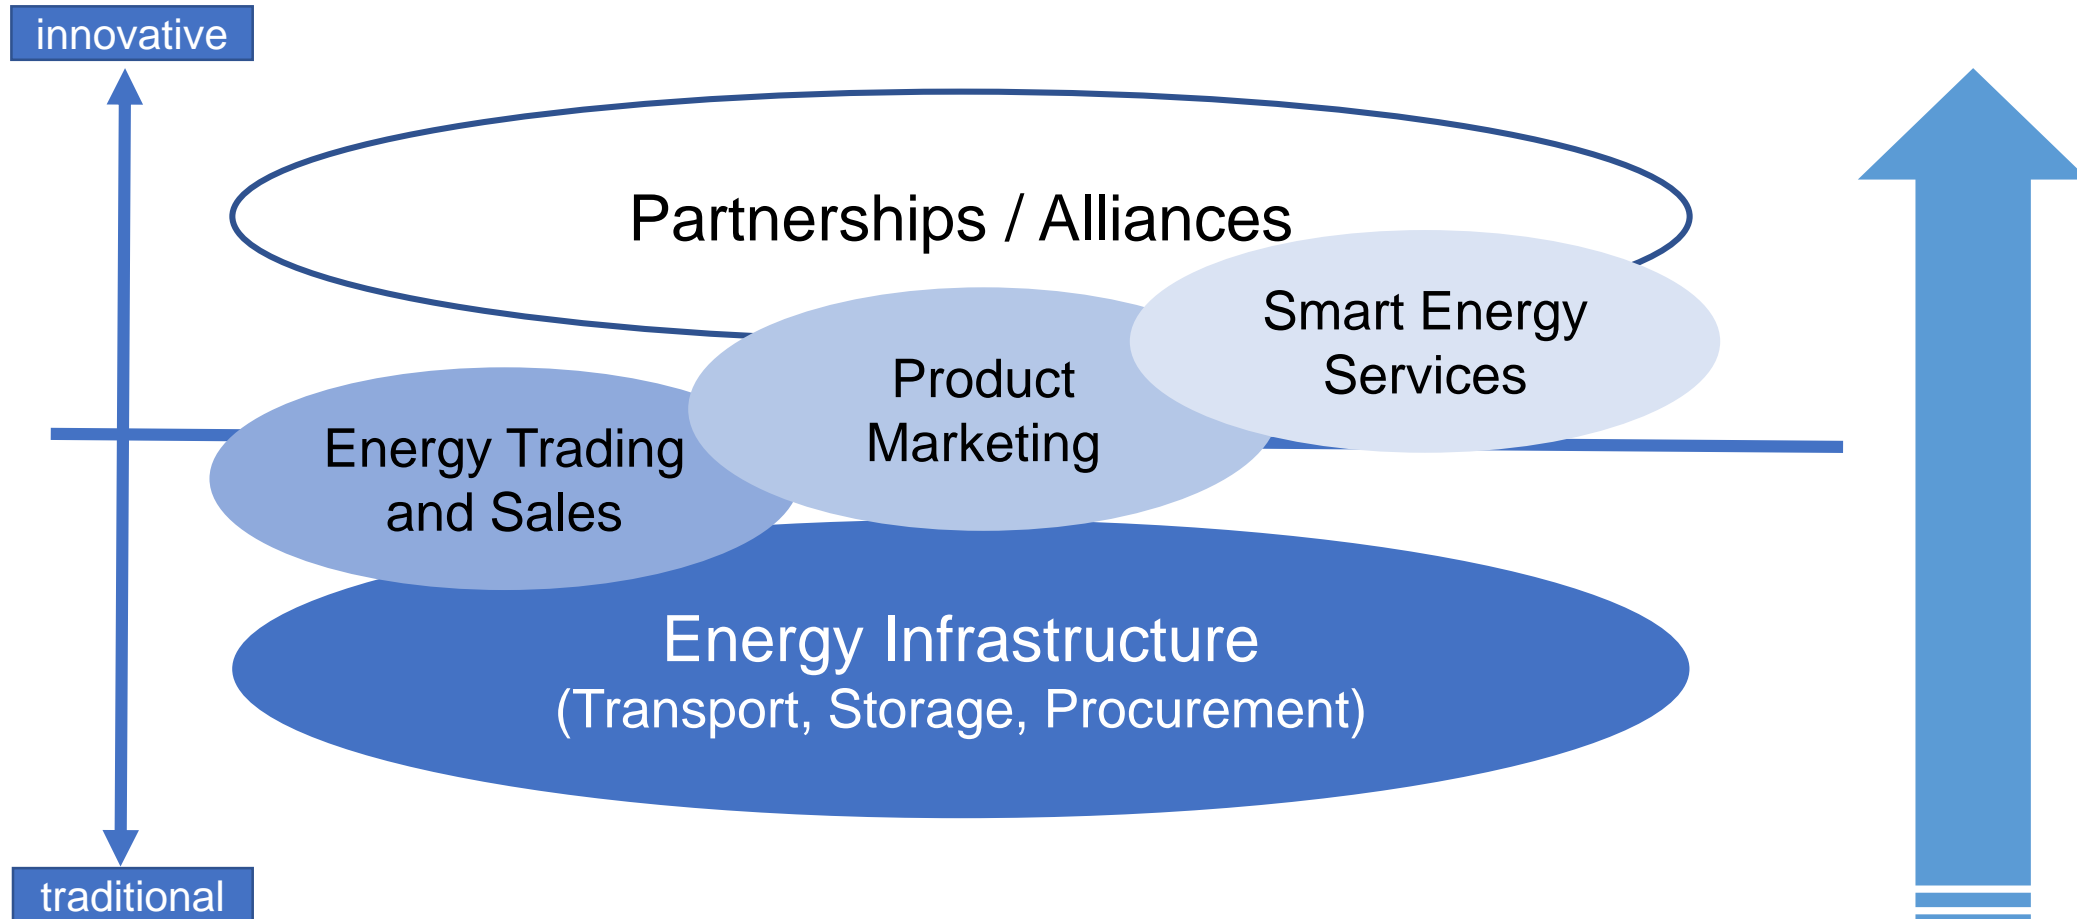 innovative
Partnerships / Alliances
Smart Energy
Services
Product
Marketing
Energy Trading
and Sales
Energy Infrastructure
(Transport, Storage, Procurement)
traditional